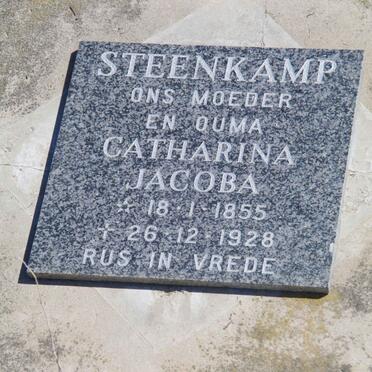 STEENKAMP
ONS MOEDER
EN OUMA
CATHARINA
JACOBA
☆ 18-1-1855
✝ 26-12-1928
RUS IN VREDE